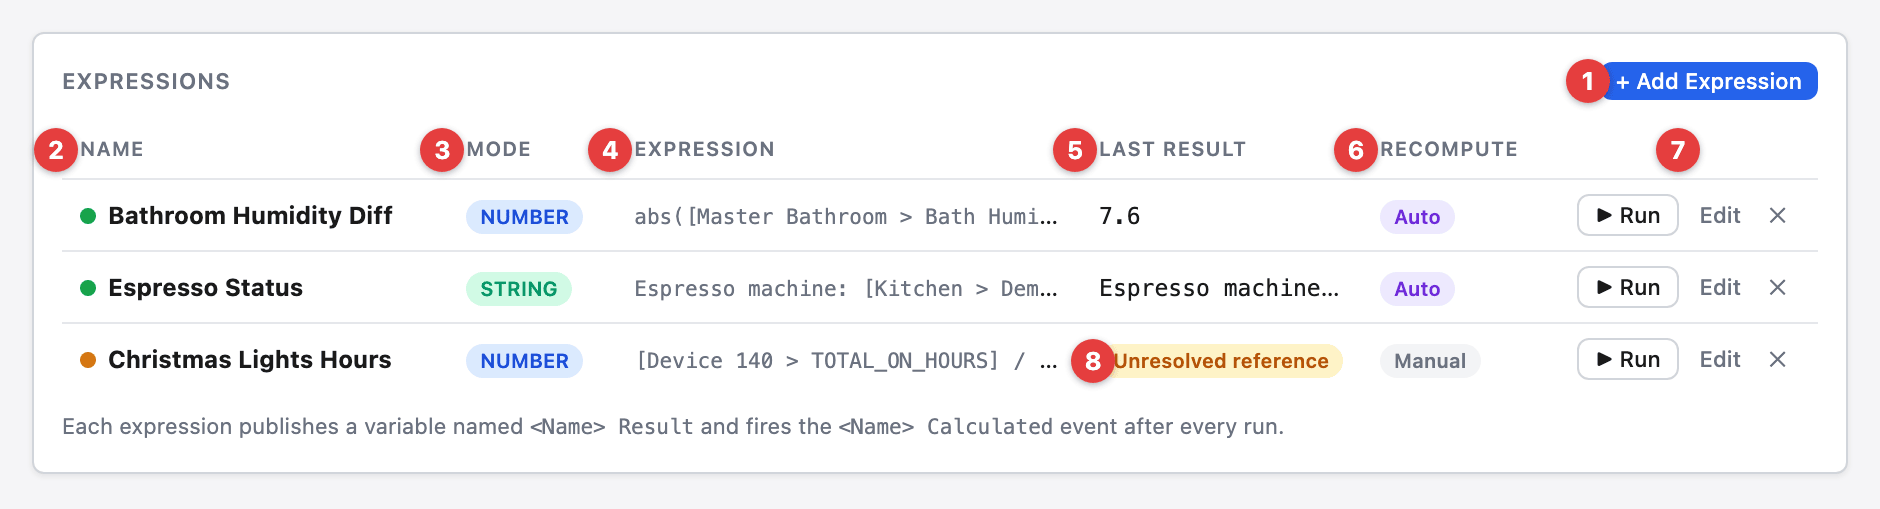 EXPRESSIONS
1 + Add Expression
2 NAME 3 MODE 4 EXPRESSION 5 LAST RESULT 6 RECOMPUTE 7
Bathroom Humidity Diff NUMBER abs([Master Bathroom > Bath Humi... 7.6 Auto ▶ Run Edit ×
Espresso Status STRING Espresso machine: [Kitchen > Dem... Espresso machine... Auto ▶ Run Edit ×
Christmas Lights Hours NUMBER [Device 140 > TOTAL_ON_HOURS] / ... 8 Unresolved reference Manual ▶ Run Edit ×
Each expression publishes a variable named <Name> Result and fires the <Name> Calculated event after every run.